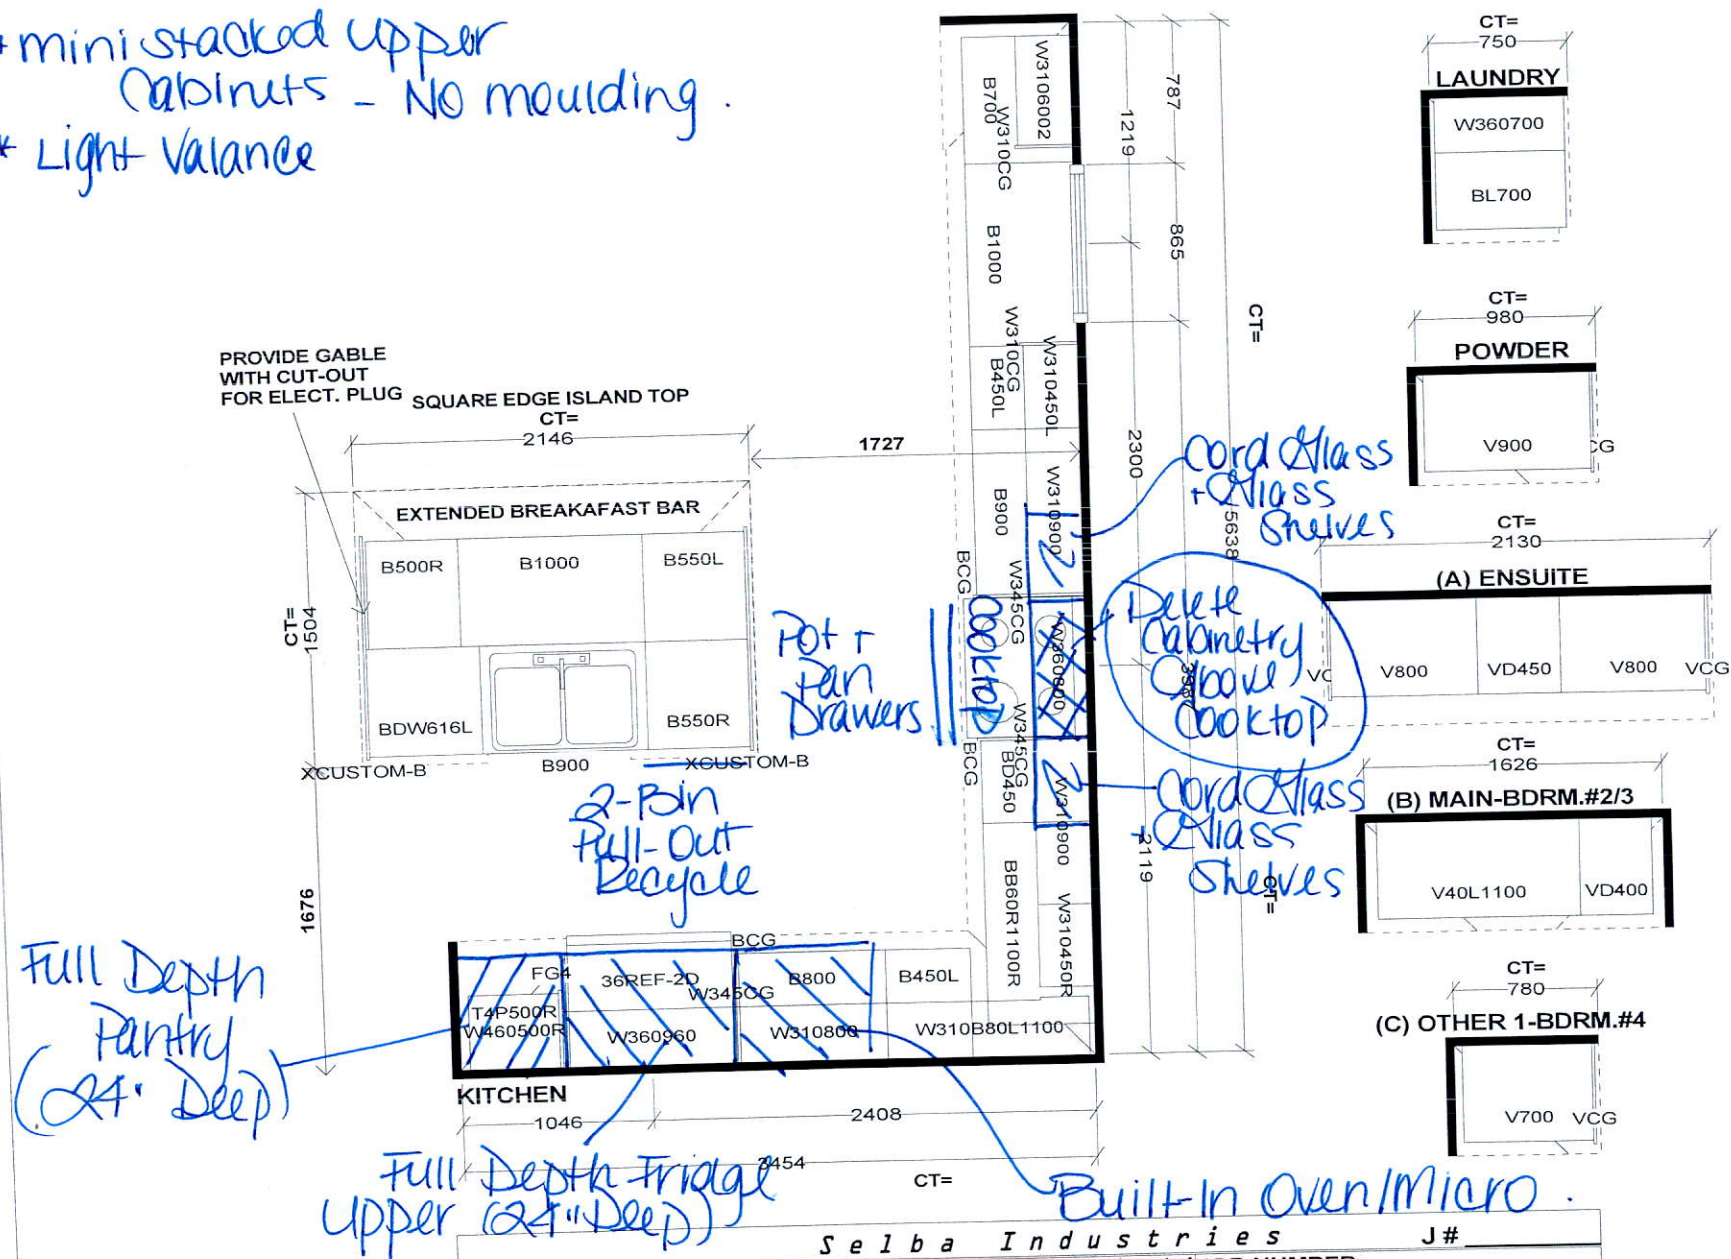 * mini stacked upper
Cabinets - No moulding.
* Light Valance
PROVIDE GABLE
WITH CUT-OUT
FOR ELECT. PLUG
SQUARE EDGE ISLAND TOP
CT=
2146
1727
EXTENDED BREAKAFAST BAR
B500R
B1000
B550L
CT=
1504
BDW616L
B550R
XCUSTOM-B
B900
XCUSTOM-B
2-Bin
Pull-Out
Recycle
1676
Pot +
Pan
Drawers
Cooktop
W3106002
B700
W310CG
787
1219
B1000
865
W310CG
W310450L
B450L
CT=
2300
5638
B900
W310900
Cord Glass
+ Glass
Shelves
BCG
W345CG
W360800
Delete
Cabinetry
Above
Cooktop
W345CG
BCG
BD450
W310900
Cord Glass
+ Glass
Shelves
2119
CT=
BB80R1100R
W310450R
Full Depth
Pantry
(24" Deep)
BCG
FG4
36REF-2D
W345CG
B800
B450L
T4P500R
W460500R
W360960
W310800
W310B80L1100
KITCHEN
1046
2408
3454
CT=
Full Depth Fridge
Upper (24" Deep)
Built-In Oven/Micro.
CT=
750
LAUNDRY
W360700
BL700
CT=
980
POWDER
V900
CG
CT=
2130
(A) ENSUITE
VC
V800
VD450
V800
VCG
CT=
1626
(B) MAIN-BDRM.#2/3
V40L1100
VD400
CT=
780
(C) OTHER 1-BDRM.#4
V700
VCG
Selba Industries
J#